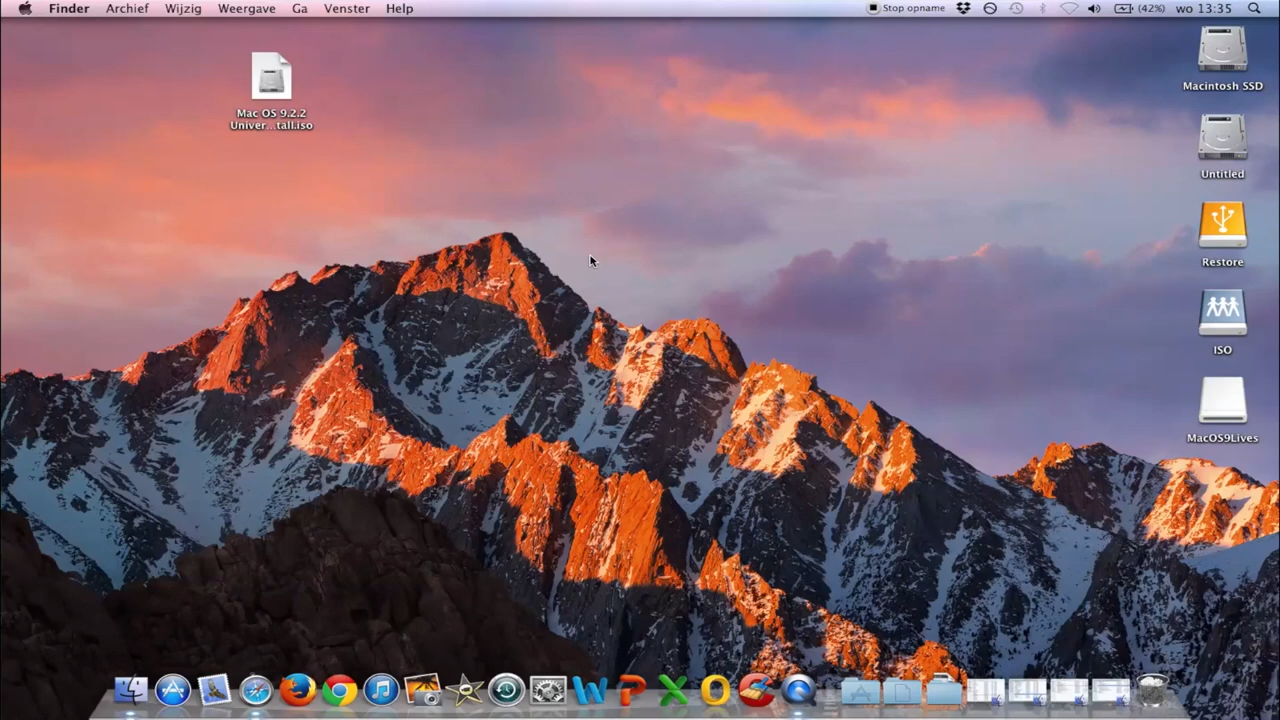 Finder Archief Wijzig Weergave Ga Venster Help Stop opname (42%) wo 13:35
Mac OS 9.2.2
Univer...tall.iso
Macintosh SSD
Untitled
Restore
ISO
MacOS9Lives